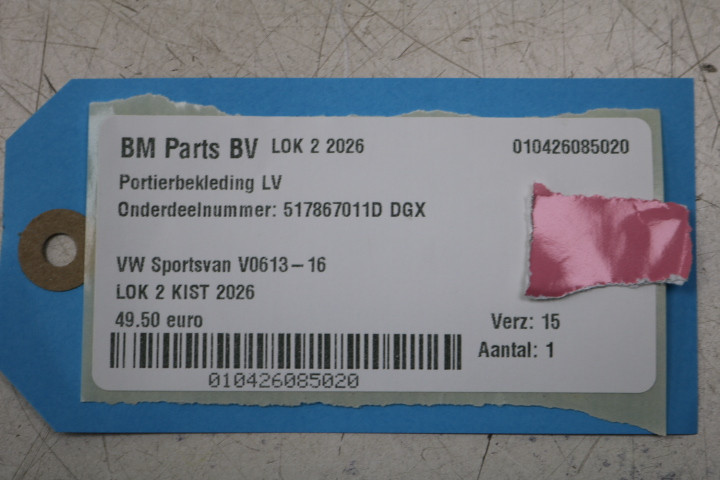 BM Parts BV LOK 2 2026 010426085020
Portierbekleding LV
Onderdeelnummer: 517867011D DGX
VW Sportsvan V0613-16
LOK 2 KIST 2026
49.50 euro Verz: 15
Aantal: 1
010426085020